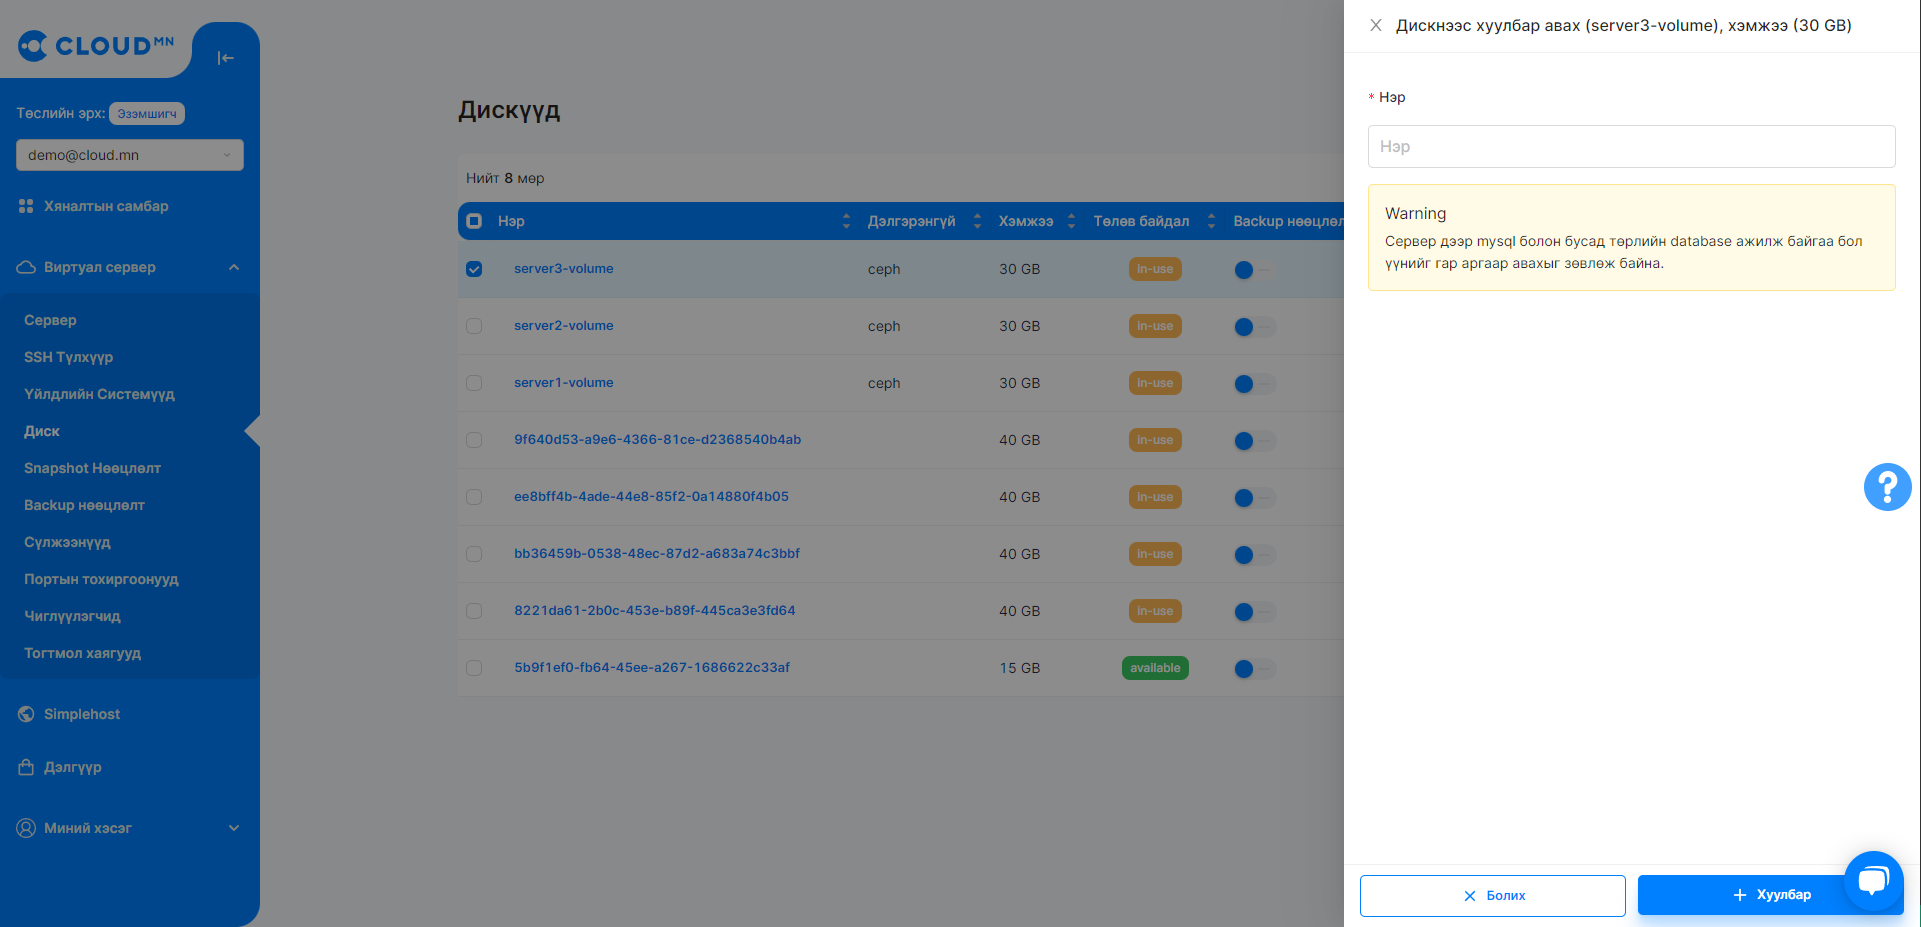 CLOUD MN
Төслийн эрх: Эзэмшигч
demo@cloud.mn
Хяналтын самбар
Виртуал сервер
Сервер
SSH Түлхүүр
Үйлдлийн Системүүд
Диск
Snapshot Нөөцлөлт
Backup нөөцлөлт
Сүлжээнүүд
Портын тохиргоонууд
Чиглүүлэгчид
Тогтмол хаягууд
Simplehost
Дэлгүүр
Миний хэсэг
Дискүүд
Нийт 8 мөр
Нэр Дэлгэрэнгүй Хэмжээ Төлөв байдал Backup нөөцлөл
server3-volume ceph 30 GB in-use
server2-volume ceph 30 GB in-use
server1-volume ceph 30 GB in-use
9f640d53-a9e6-4366-81ce-d2368540b4ab 40 GB in-use
ee8bff4b-4ade-44e8-85f2-0a14880f4b05 40 GB in-use
bb36459b-0538-48ec-87d2-a683a74c3bbf 40 GB in-use
8221da61-2b0c-453e-b89f-445ca3e3fd64 40 GB in-use
5b9f1ef0-fb64-45ee-a267-1686622c33af 15 GB available
Дискнээс хуулбар авах (server3-volume), хэмжээ (30 GB)
* Нэр
Нэр
Warning
Сервер дээр mysql болон бусад төрлийн database ажилж байгаа бол
үүнийг гар аргаар авахыг зөвлөж байна.
Болих
Хуулбар